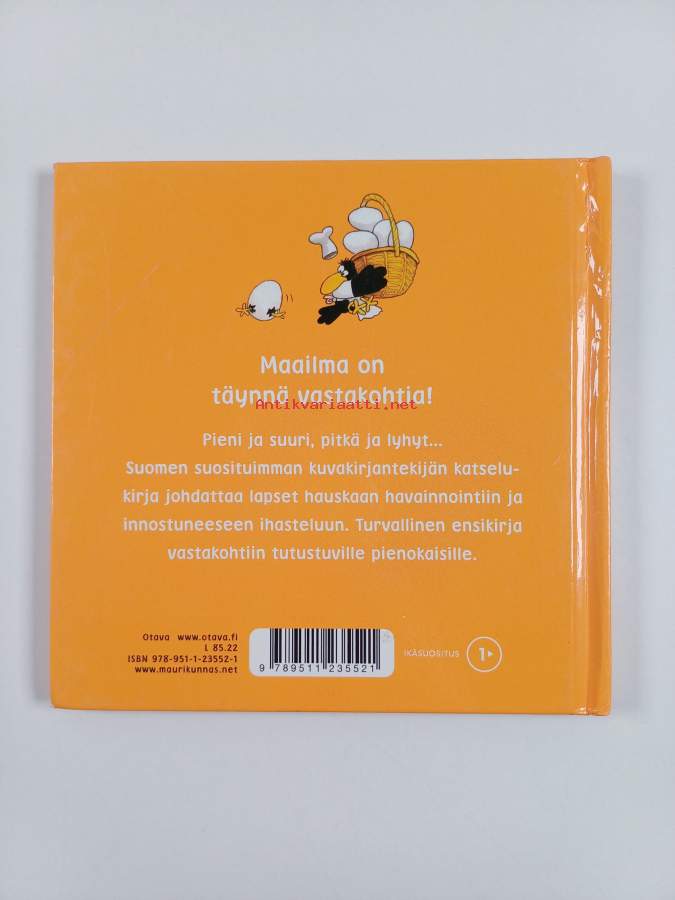 Maailma on
täynnä vastakohtia!
Antikvariaatti.net
Pieni ja suuri, pitkä ja lyhyt...
Suomen suosituimman kuvakirjantekijän katselu-
kirja johdattaa lapset hauskaan havainnointiin ja
innostuneeseen ihasteluun. Turvallinen ensikirja
vastakohtiin tutustuville pienokaisille.
Otava www.otava.fi
L 85.22
ISBN 978-951-1-23552-1
www.maurikunnas.net
9 789511 235521
IKÄSUOSITUS 1